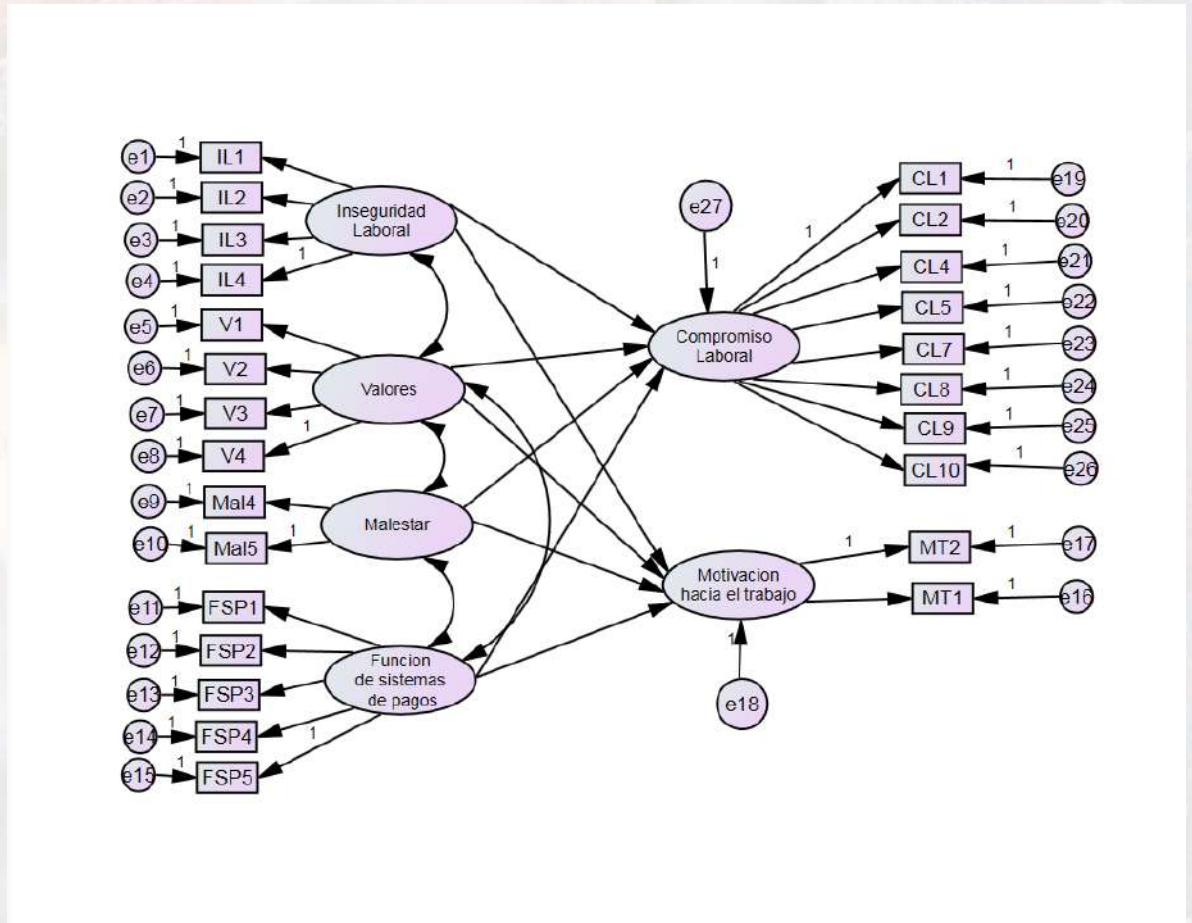 e1 1 IL1
e2 1 IL2
e3 1 IL3
e4 1 IL4
1
Inseguridad
Laboral
e5 1 V1
e6 1 V2
e7 1 V3
e8 1 V4
1
Valores
e9 1 Mal4
e10 1 Mal5
1
Malestar
e11 1 FSP1
e12 1 FSP2
e13 1 FSP3
e14 1 FSP4
e15 1 FSP5
1
Funcion
de sistemas
de pagos
e27
1
Compromiso
Laboral
1
CL1 1 e19
CL2 1 e20
CL4 1 e21
CL5 1 e22
CL7 1 e23
CL8 1 e24
CL9 1 e25
CL10 1 e26
Motivacion
hacia el trabajo
1
e18
1
MT2 1 e17
MT1 1 e16